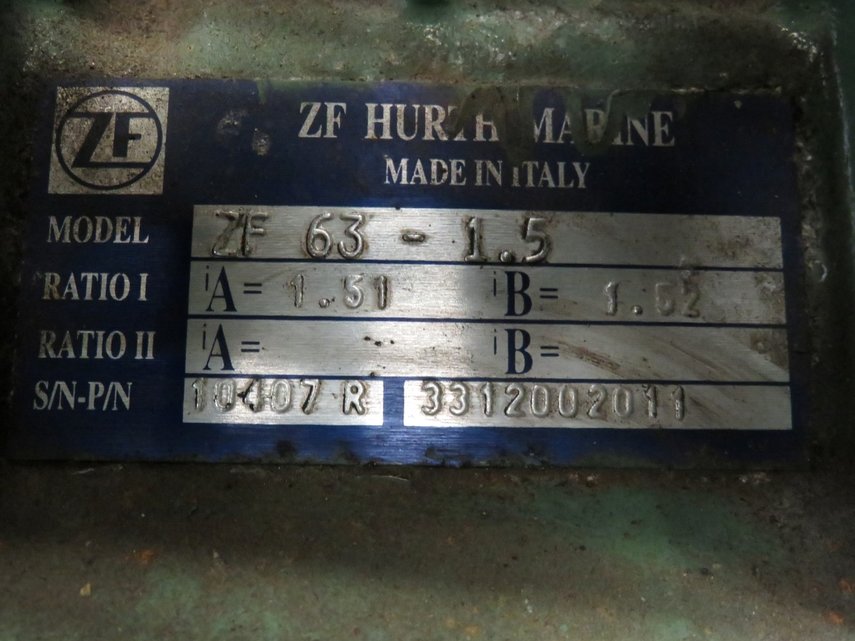 ZF
ZF HURTH MARINE
MADE IN ITALY
MODEL ZF 63 - 1.5
RATIO I iA= 1.51 iB= 1.52
RATIO II iA= iB=
S/N-P/N 10407 R 3312002011